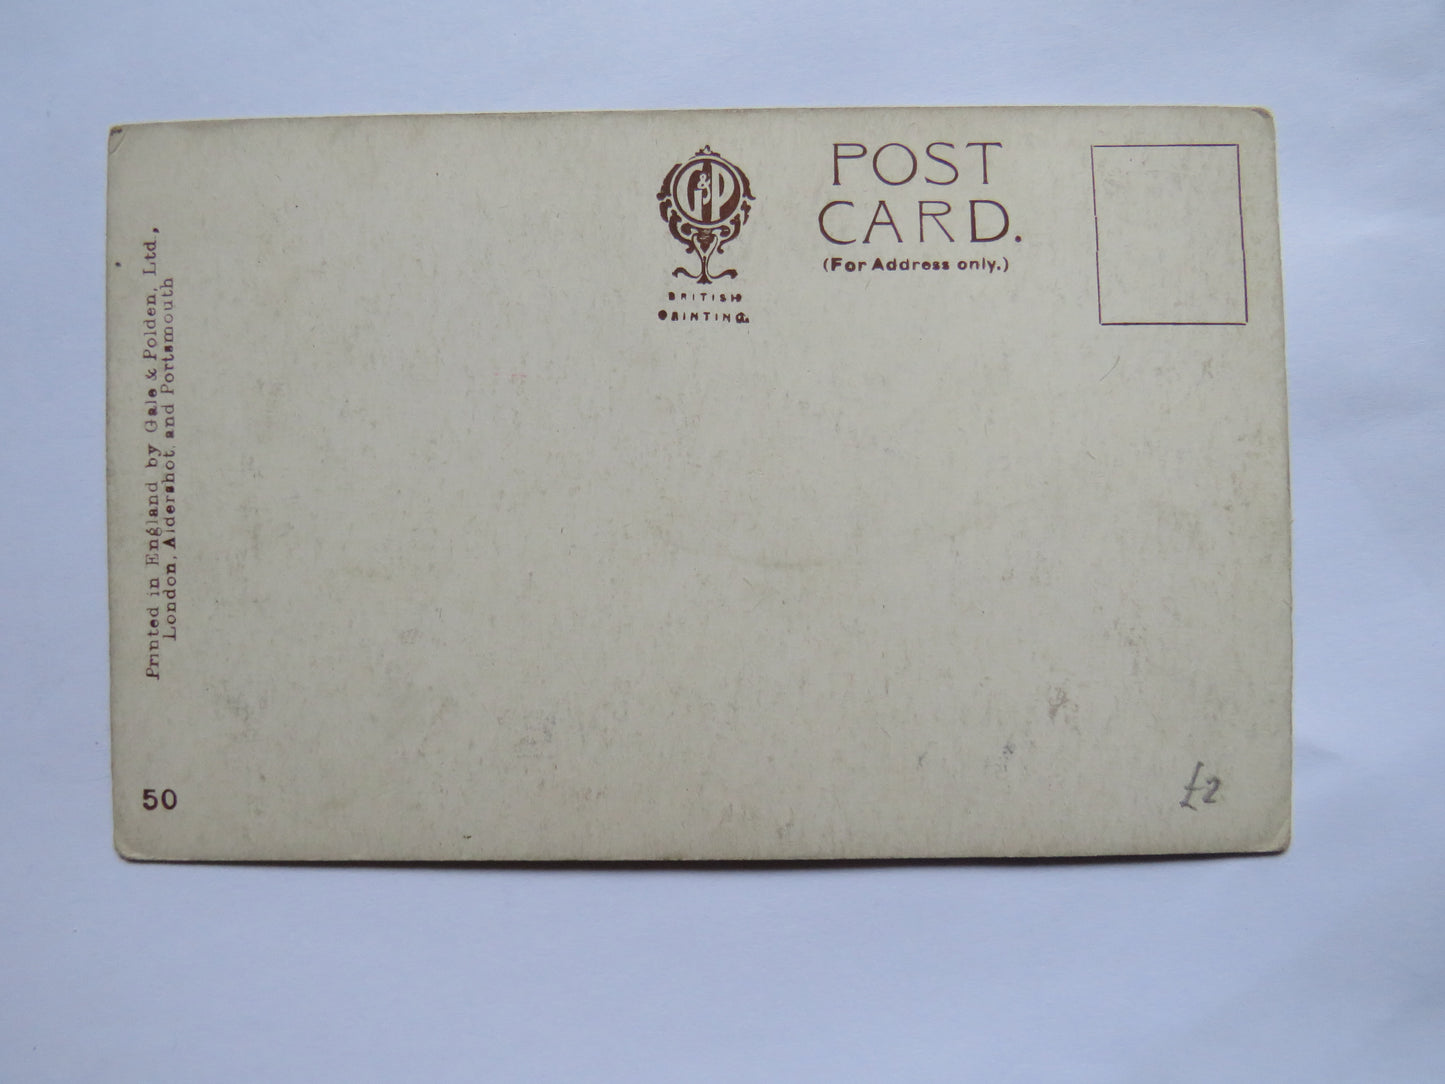 G&P
BRITISH
PRINTING.
POST
CARD.
(For Address only.)
Printed in England by Gale & Polden, Ltd.,
London, Aldershot, and Portsmouth
50
£2